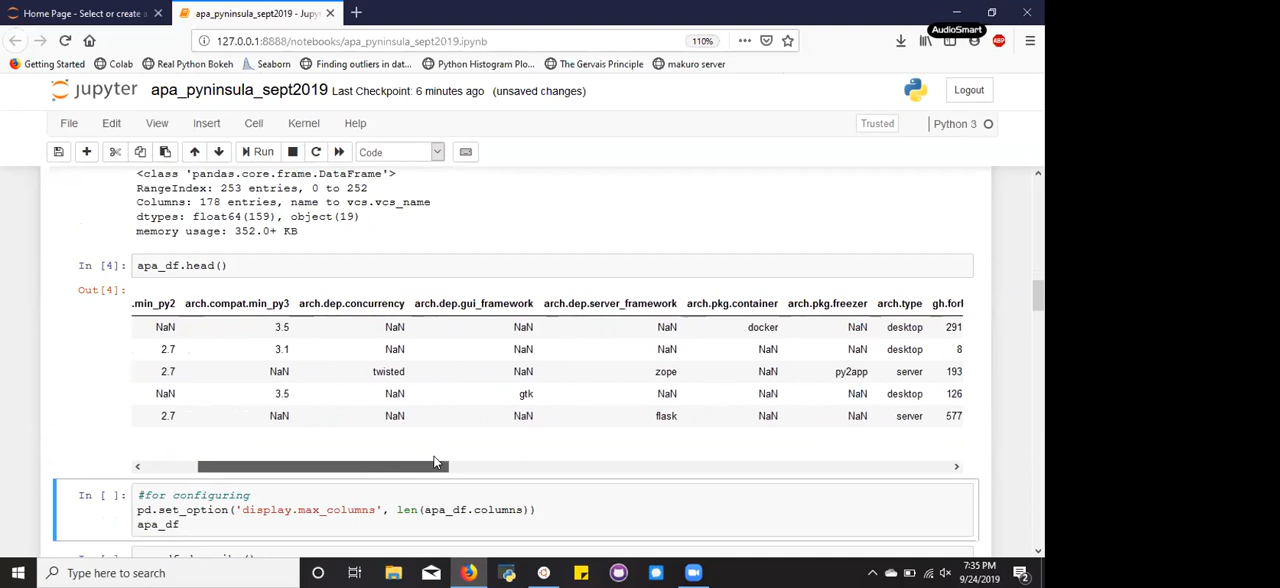 Home Page - Select or create a
apa_pyninsula_sept2019 - Jupyt
AudioSmart
127.0.0.1:8888/notebooks/apa_pyninsula_sept2019.ipynb
110%
ABP
Getting Started
Colab
Real Python Bokeh
Seaborn
Finding outliers in dat...
Python Histogram Plo...
The Gervais Principle
makuro server
jupyter
apa_pyninsula_sept2019 Last Checkpoint: 6 minutes ago (unsaved changes)
Logout
File Edit View Insert Cell Kernel Help
Trusted
Python 3
Run
Code
<class 'pandas.core.frame.DataFrame'>
RangeIndex: 253 entries, 0 to 252
Columns: 178 entries, name to vcs.vcs_name
dtypes: float64(159), object(19)
memory usage: 352.0+ KB
In [4]: apa_df.head()
Out[4]:
.min_py2 arch.compat.min_py3 arch.dep.concurrency arch.dep.gui_framework arch.dep.server_framework arch.pkg.container arch.pkg.freezer arch.type gh.forl
NaN 3.5 NaN NaN NaN docker NaN desktop 291
2.7 3.1 NaN NaN NaN NaN NaN desktop 8
2.7 NaN twisted NaN zope NaN py2app server 193
NaN 3.5 NaN gtk NaN NaN NaN desktop 126
2.7 NaN NaN NaN flask NaN NaN server 577
In [ ]: #for configuring
pd.set_option('display.max_columns', len(apa_df.columns))
apa_df
Type here to search
7:35 PM
9/24/2019
2